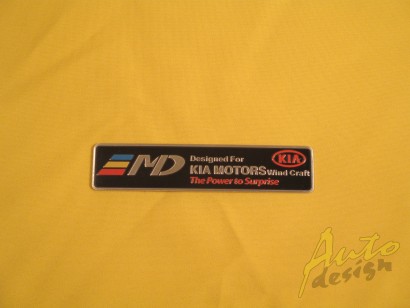 MD
Designed For
KIA MOTORS Wind Craft
The Power to Surprise
KIA
Auto
design